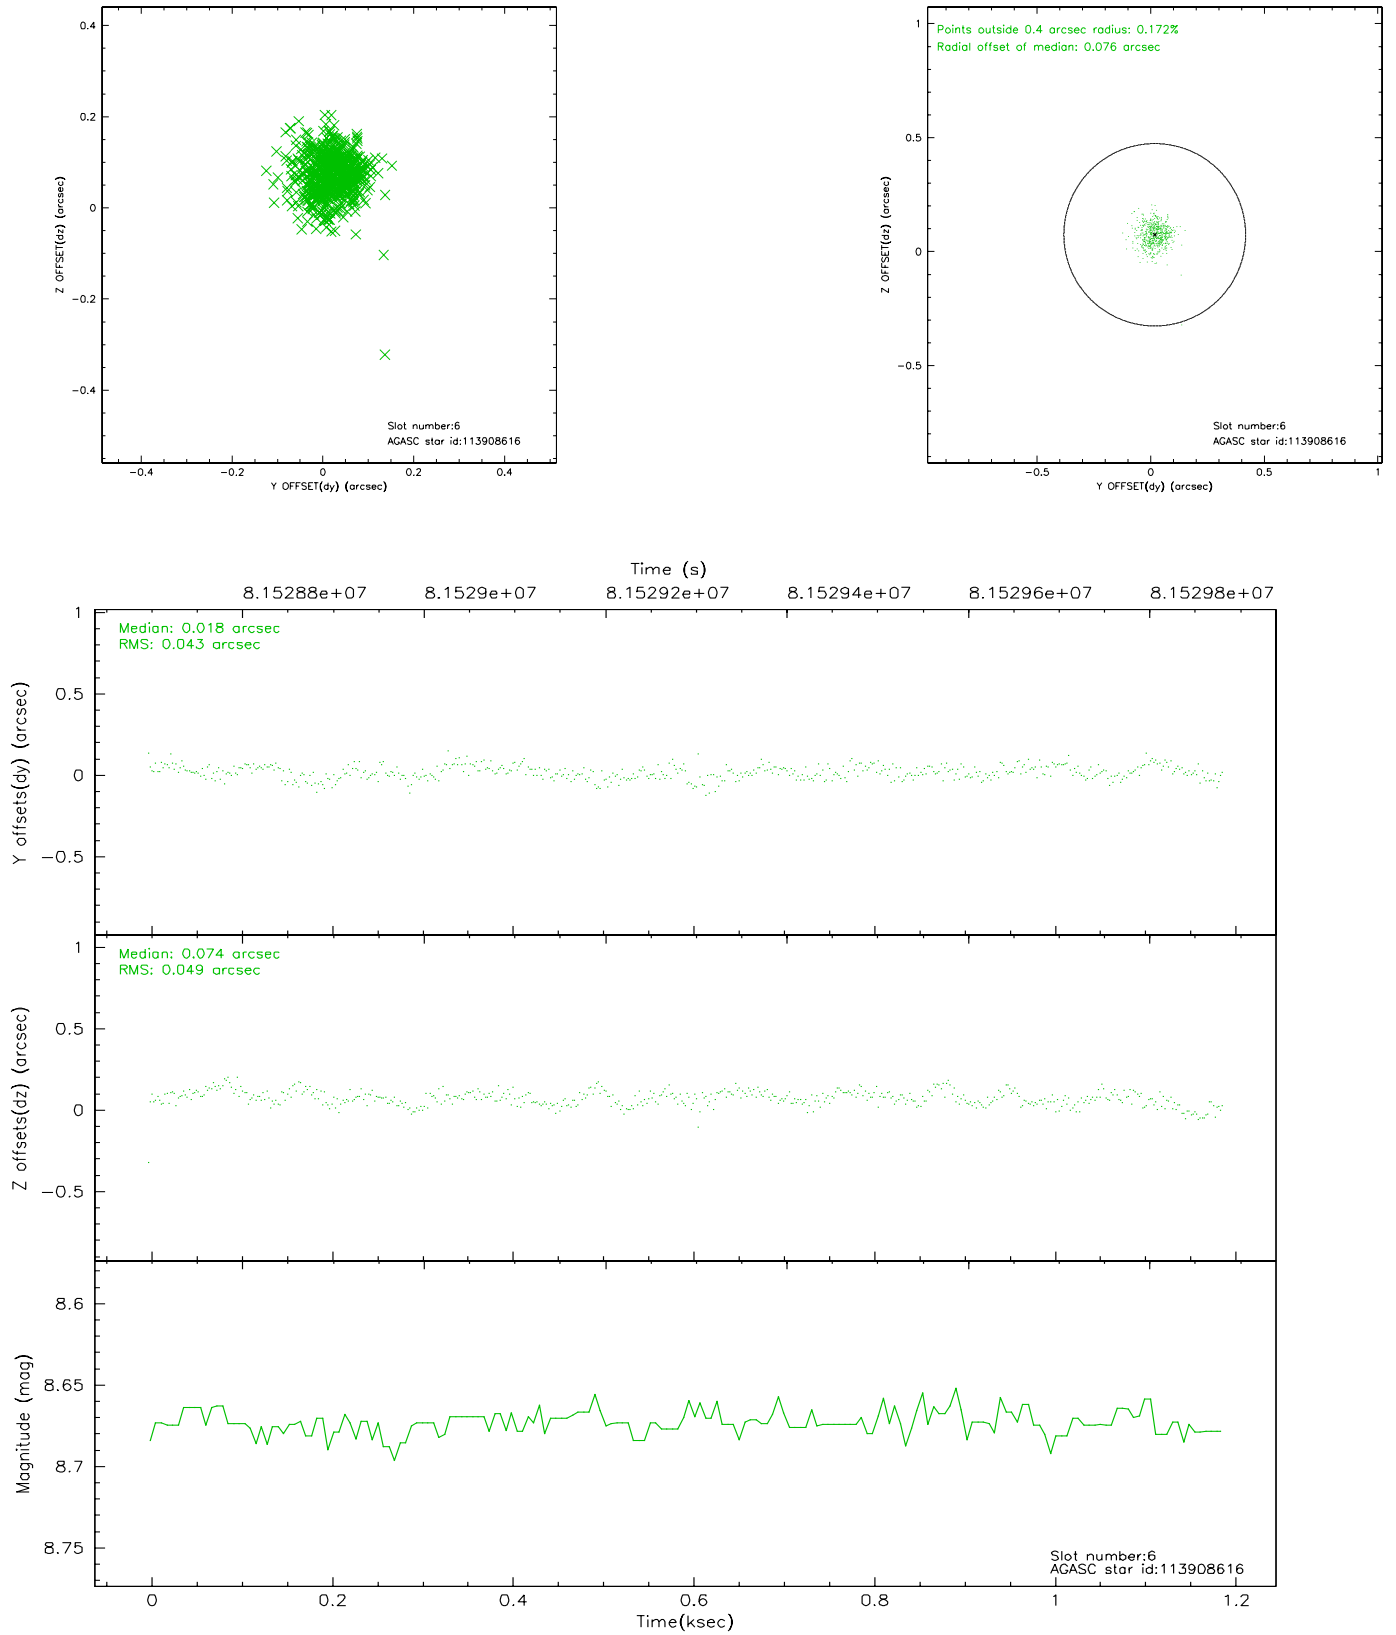 0.4
0.2
0
−0.2
−0.4
Z OFFSET(dz) (arcsec)
Slot number:6
AGASC star id:113908616
−0.4 −0.2 0 0.2 0.4
Y OFFSET(dy) (arcsec)
Points outside 0.4 arcsec radius: 0.172%
Radial offset of median: 0.076 arcsec
1
0.5
0
−0.5
Z OFFSET(dz) (arcsec)
Slot number:6
AGASC star id:113908616
−0.5 0 0.5 1
Y OFFSET(dy) (arcsec)
Time (s)
8.15288e+07 8.1529e+07 8.15292e+07 8.15294e+07 8.15296e+07 8.15298e+07
Median: 0.018 arcsec
RMS: 0.043 arcsec
1
0.5
0
−0.5
Y offsets(dy) (arcsec)
Median: 0.074 arcsec
RMS: 0.049 arcsec
1
0.5
0
−0.5
Z offsets(dz) (arcsec)
8.6
8.65
8.7
8.75
Magnitude (mag)
Slot number:6
AGASC star id:113908616
0 0.2 0.4 0.6 0.8 1 1.2
Time(ksec)